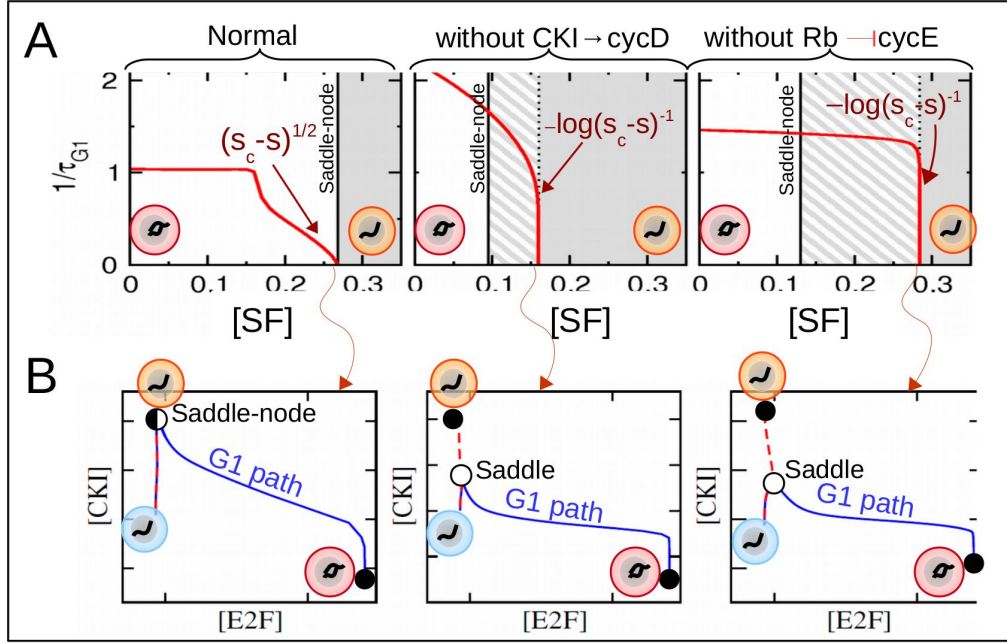 A
Normal
without CKI→cycD
without Rb ⊣cycE
1/τG1
2
1
0
(sc-s)^1/2
Saddle-node
0
0.1
0.2
0.3
[SF]
Saddle-node
–log(sc-s)^-1
0
0.1
0.2
0.3
[SF]
Saddle-node
–log(sc-s)^-1
0
0.1
0.2
0.3
[SF]
B
[CKI]
Saddle-node
G1 path
[E2F]
[CKI]
Saddle
G1 path
[E2F]
[CKI]
Saddle
G1 path
[E2F]